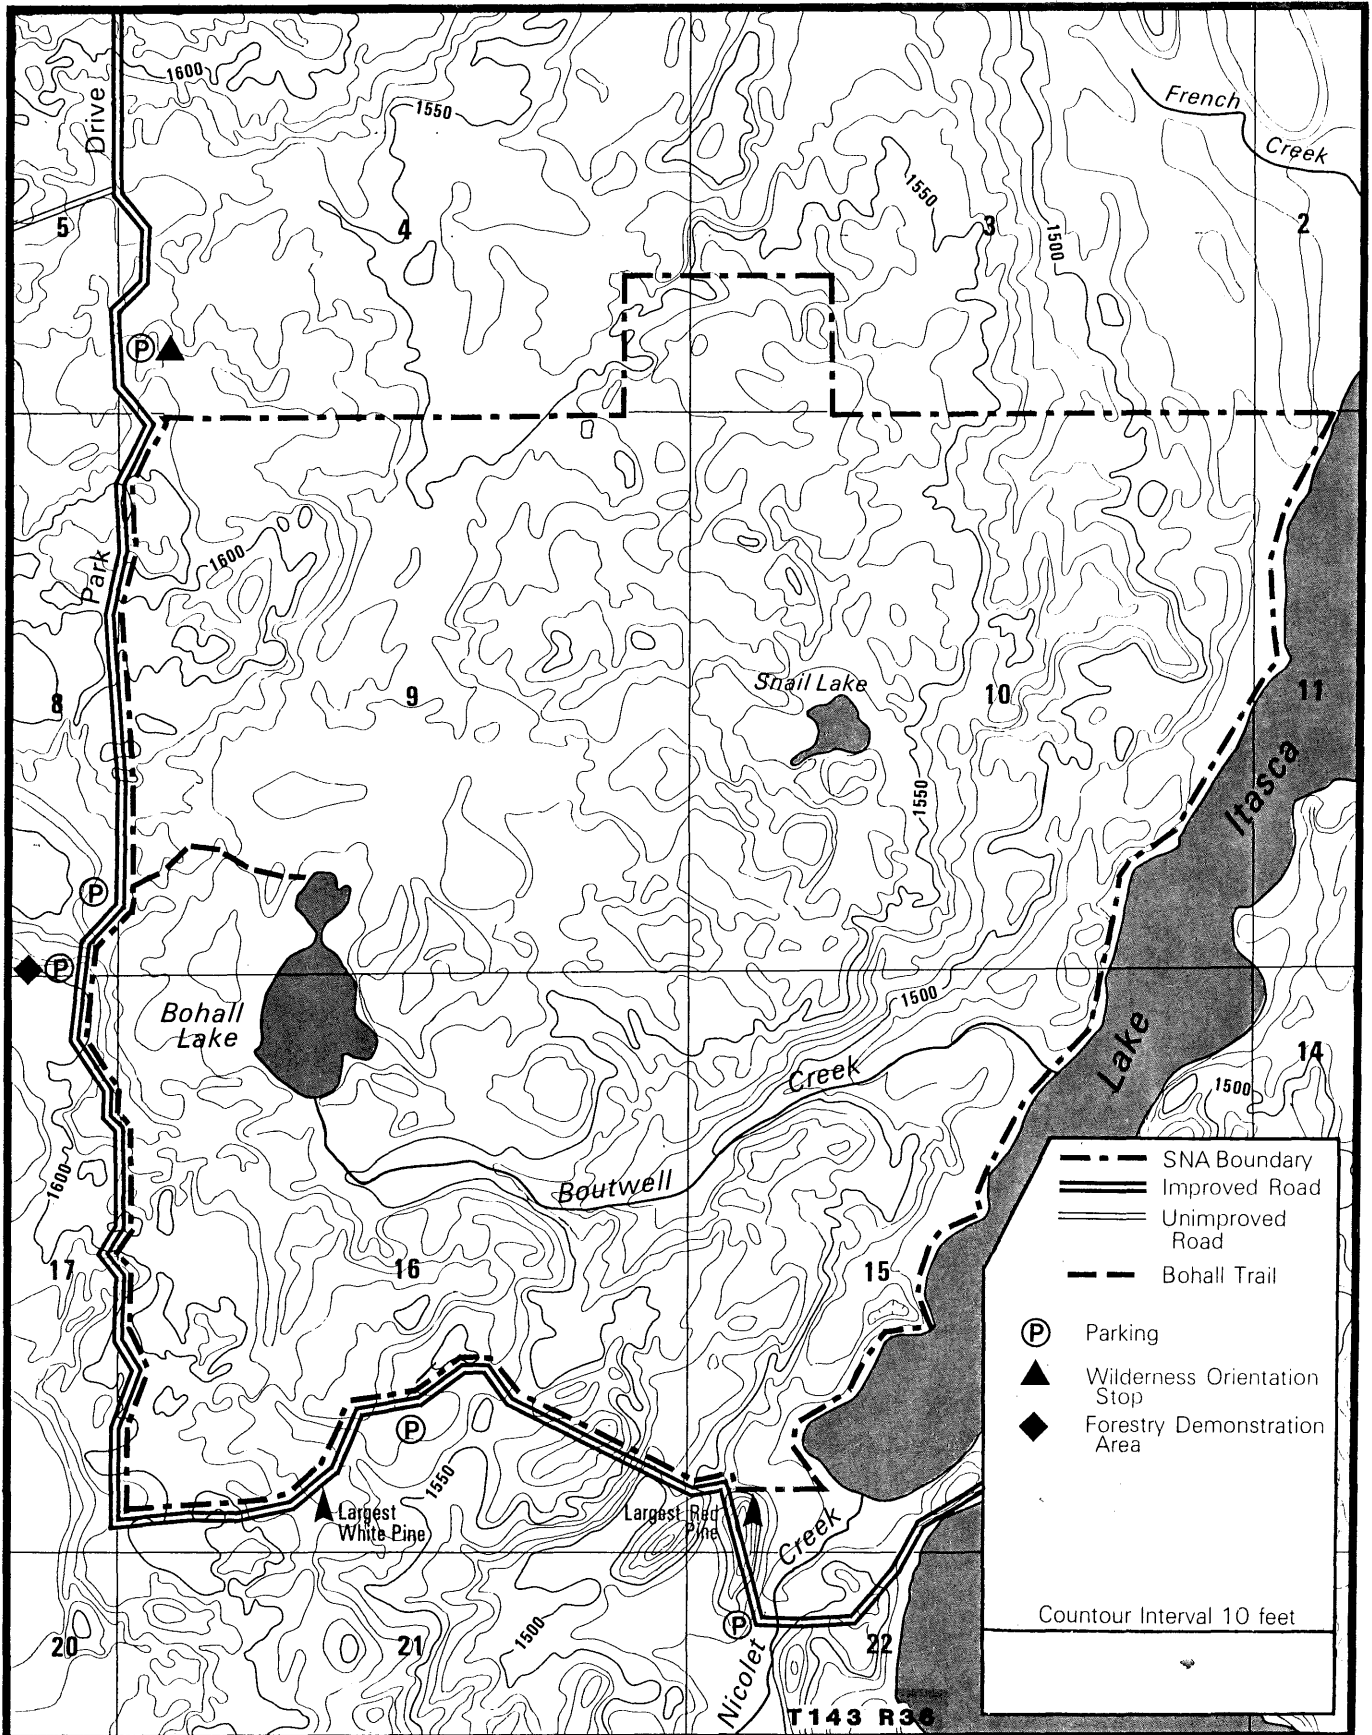 1600
1550
Drive
French
Creek
1550
5
4
3
1500
2
P
1600
Park
Snail Lake
8
9
10
11
1550
Itasca
P
P
Bohall
Lake
1500
Lake
14
Creek
1500
1600
Boutwell
17
16
15
SNA Boundary
Improved Road
Unimproved
Road
Bohall Trail
P Parking
Wilderness Orientation
Stop
Forestry Demonstration
Area
P
1550
Largest
White Pine
Largest Red
Pine
Creek
Countour Interval 10 feet
20
21
1500
P
Nicolet
22
T143 R36